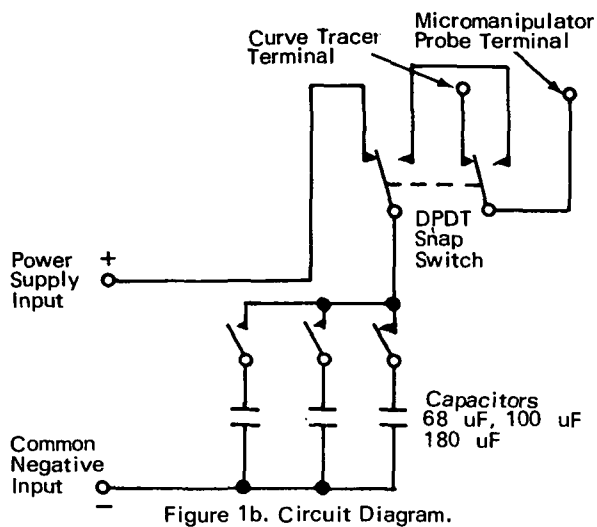 Micromanipulator
Probe Terminal
Curve Tracer
Terminal
DPDT
Snap
Switch
Power
Supply
Input
+
Capacitors
68 uF, 100 uF
180 uF
Common
Negative
Input
−
Figure 1b. Circuit Diagram.